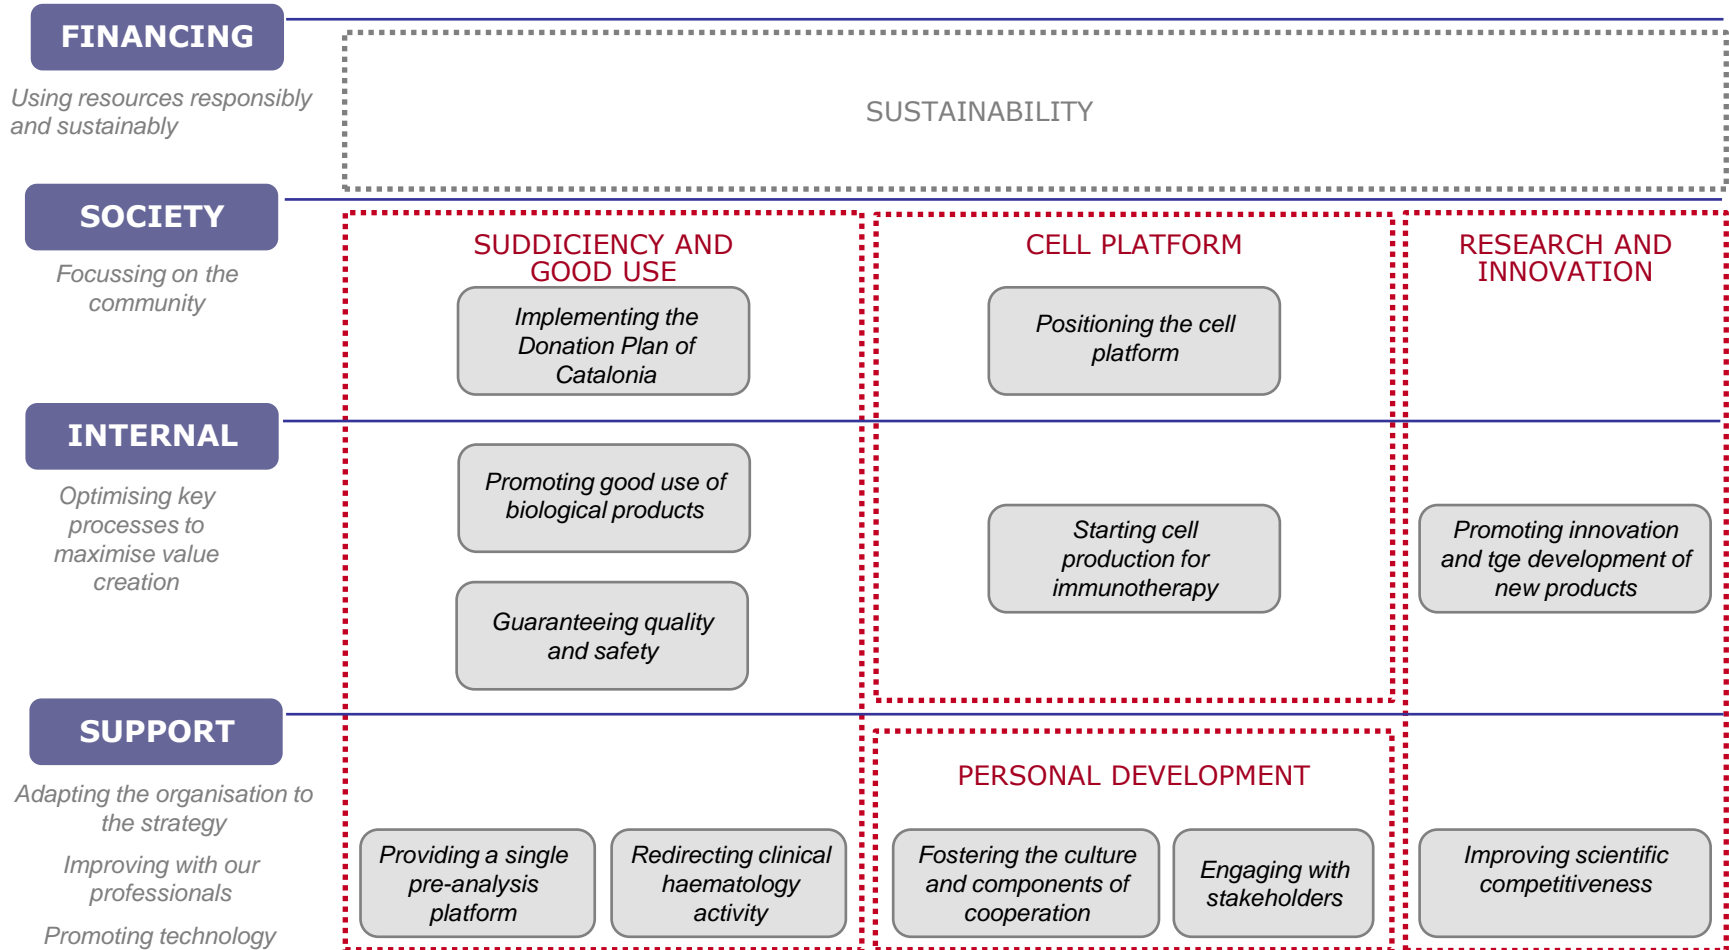 FINANCING
Using resources responsibly
and sustainably
SUSTAINABILITY
SOCIETY
Focussing on the
community
SUDDICIENCY AND
GOOD USE
Implementing the
Donation Plan of
Catalonia
CELL PLATFORM
Positioning the cell
platform
RESEARCH AND
INNOVATION
INTERNAL
Optimising key
processes to
maximise value
creation
Promoting good use of
biological products
Guaranteeing quality
and safety
Starting cell
production for
immunotherapy
Promoting innovation
and tge development of
new products
SUPPORT
Adapting the organisation to
the strategy
Improving with our
professionals
Promoting technology
Providing a single
pre-analysis
platform
Redirecting clinical
haematology
activity
PERSONAL DEVELOPMENT
Fostering the culture
and components of
cooperation
Engaging with
stakeholders
Improving scientific
competitiveness